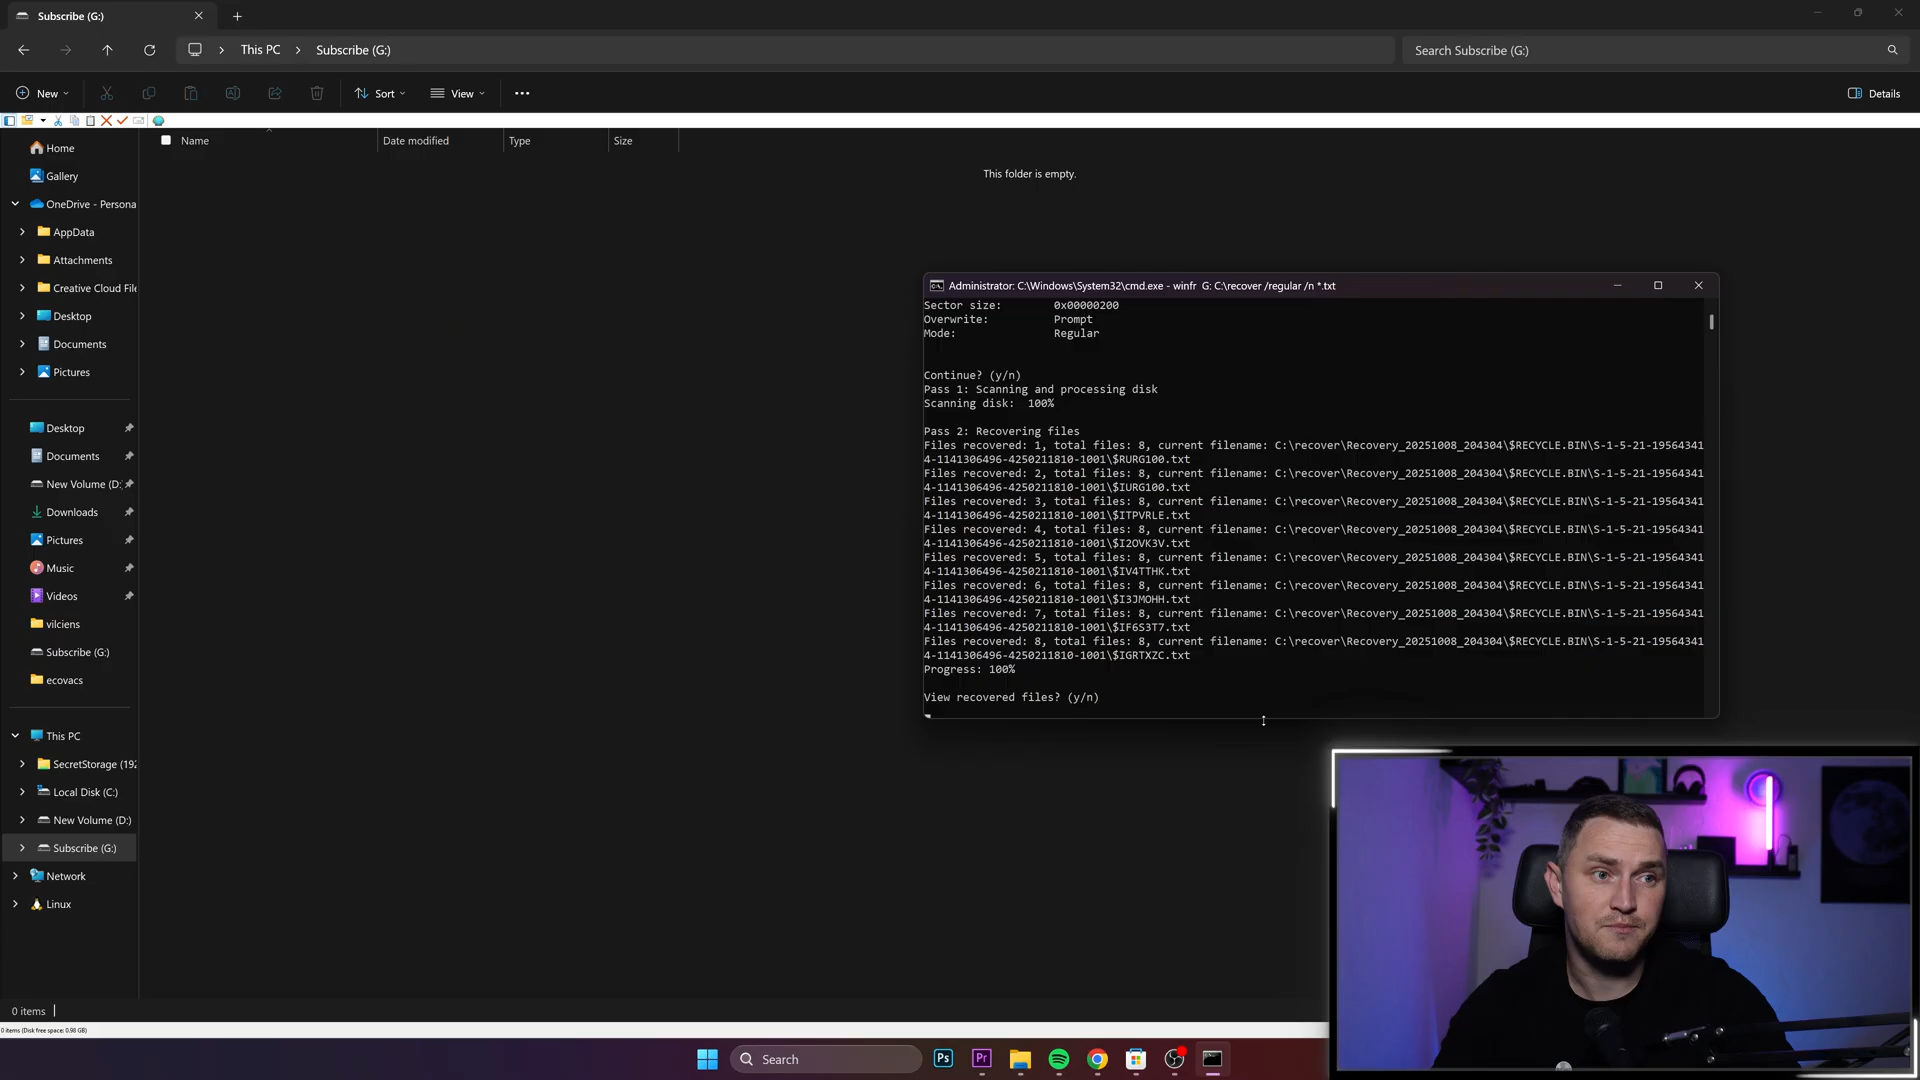 Subscribe (G:)
This PC
Subscribe (G:)
Search Subscribe (G:)
New
Sort
View
Details
Name
Date modified
Type
Size
This folder is empty.
Home
Gallery
OneDrive - Persona
AppData
Attachments
Creative Cloud File
Desktop
Documents
Pictures
Desktop
Documents
New Volume (D:
Downloads
Pictures
Music
Videos
vilciens
Subscribe (G:)
ecovacs
This PC
SecretStorage (192
Local Disk (C:)
New Volume (D:)
Subscribe (G:)
Network
Linux
0 items
0 items (Disk free space: 0.98 GB)
Administrator: C:\Windows\System32\cmd.exe - winfr  G: C:\recover /regular /n *.txt
Sector size: 0x00000200
Overwrite: Prompt
Mode: Regular
Continue? (y/n)
Pass 1: Scanning and processing disk
Scanning disk:  100%
Pass 2: Recovering files
Files recovered: 1, total files: 8, current filename: C:\recover\Recovery_20251008_204304\$RECYCLE.BIN\S-1-5-21-19564341
4-1141306496-4250211810-1001\$RURG100.txt
Files recovered: 2, total files: 8, current filename: C:\recover\Recovery_20251008_204304\$RECYCLE.BIN\S-1-5-21-19564341
4-1141306496-4250211810-1001\$IURG100.txt
Files recovered: 3, total files: 8, current filename: C:\recover\Recovery_20251008_204304\$RECYCLE.BIN\S-1-5-21-19564341
4-1141306496-4250211810-1001\$ITPVRLE.txt
Files recovered: 4, total files: 8, current filename: C:\recover\Recovery_20251008_204304\$RECYCLE.BIN\S-1-5-21-19564341
4-1141306496-4250211810-1001\$I2OVK3V.txt
Files recovered: 5, total files: 8, current filename: C:\recover\Recovery_20251008_204304\$RECYCLE.BIN\S-1-5-21-19564341
4-1141306496-4250211810-1001\$IV4TTHK.txt
Files recovered: 6, total files: 8, current filename: C:\recover\Recovery_20251008_204304\$RECYCLE.BIN\S-1-5-21-19564341
4-1141306496-4250211810-1001\$I3JMOHH.txt
Files recovered: 7, total files: 8, current filename: C:\recover\Recovery_20251008_204304\$RECYCLE.BIN\S-1-5-21-19564341
4-1141306496-4250211810-1001\$IF6S3T7.txt
Files recovered: 8, total files: 8, current filename: C:\recover\Recovery_20251008_204304\$RECYCLE.BIN\S-1-5-21-19564341
4-1141306496-4250211810-1001\$IGRTXZC.txt
Progress: 100%
View recovered files? (y/n)
Search
Ps
Pr